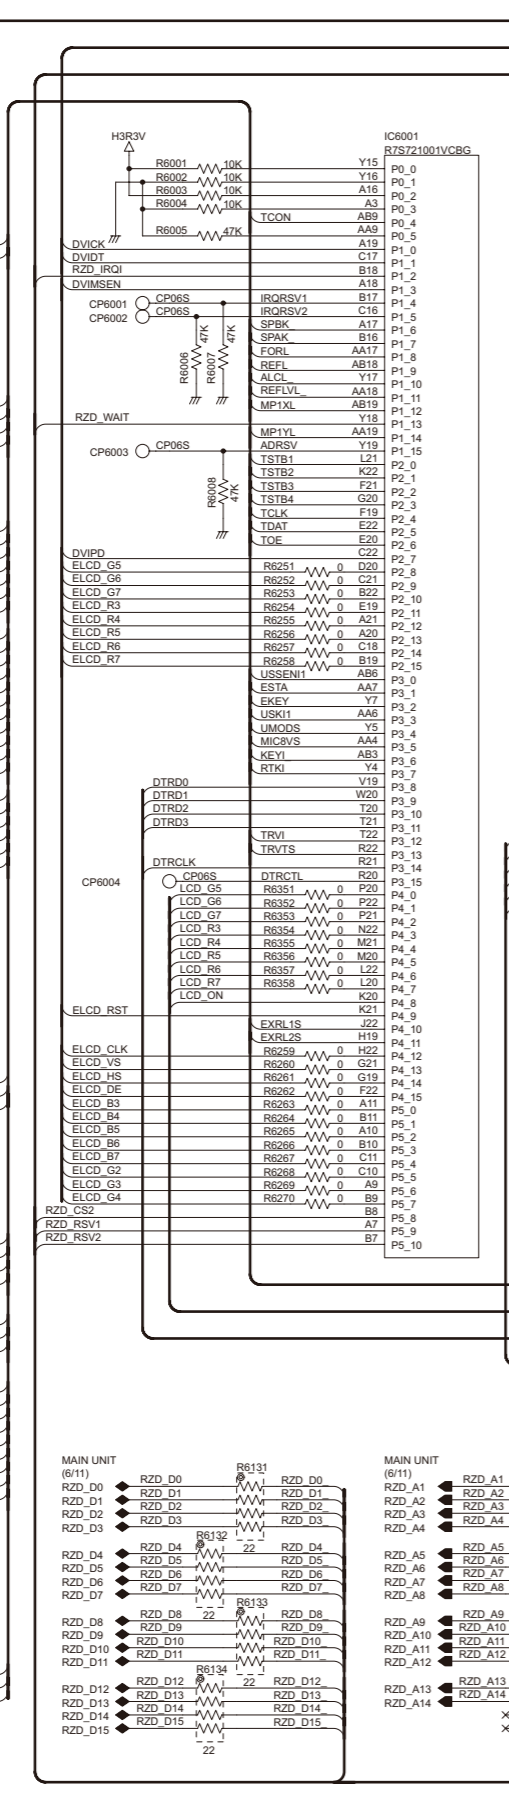 IC6001
H3R3V R7S721001VCBG
R6001 10K Y15 P0_0
R6002 10K Y16 P0_1
R6003 10K A16 P0_2
R6004 10K A3 P0_3
TCON AB9 P0_4
R6005 47K AA9 P0_5
DVICK A19 P1_0
DVIDT C17 P1_1
RZD_IRQI B18 P1_2
DVIMSEN A18 P1_3
CP6001 CP06S IRQRSV1 B17 P1_4
CP6002 CP06S IRQRSV2 C16 P1_5
SPBK_ A17 P1_6
SPAK_ B16 P1_7
R6006 47K R6007 47K FORL AA17 P1_8
REFL AB18 P1_9
ALCL_ Y17 P1_10
REFLVL_ AA18 P1_11
MP1XL AB19 P1_12
RZD_WAIT Y18 P1_13
MP1YL AA19 P1_14
CP6003 CP06S ADRSV Y19 P1_15
TSTB1 L21 P2_0
TSTB2 K22 P2_1
R6008 47K TSTB3 F21 P2_2
TSTB4 G20 P2_3
TCLK F19 P2_4
TDAT E22 P2_5
TOE E20 P2_6
DVIPD C22 P2_7
ELCD_G5 R6251 0 D20 P2_8
ELCD_G6 R6252 0 C21 P2_9
ELCD_G7 R6253 0 B22 P2_10
ELCD_R3 R6254 0 E19 P2_11
ELCD_R4 R6255 0 A21 P2_12
ELCD_R5 R6256 0 A20 P2_13
ELCD_R6 R6257 0 C18 P2_14
ELCD_R7 R6258 0 B19 P2_15
USSENI1 AB6 P3_0
ESTA AA7 P3_1
EKEY Y7 P3_2
USKI1 AA6 P3_3
UMODS Y5 P3_4
MIC8VS AA4 P3_5
KEYI_ AB3 P3_6
RTKI Y4 P3_7
DTRD0 V19 P3_8
DTRD1 W20 P3_9
DTRD2 T20 P3_10
DTRD3 T21 P3_11
TRVI T22 P3_12
TRVTS R22 P3_13
DTRCLK R21 P3_14
CP6004 CP06S DTRCTL R20 P3_15
LCD_G5 R6351 0 P20 P4_0
LCD_G6 R6352 0 P22 P4_1
LCD_G7 R6353 0 P21 P4_2
LCD_R3 R6354 0 N22 P4_3
LCD_R4 R6355 0 M21 P4_4
LCD_R5 R6356 0 M20 P4_5
LCD_R6 R6357 0 L22 P4_6
LCD_R7 R6358 0 L20 P4_7
LCD_ON K20 P4_8
ELCD_RST K21 P4_9
EXRL1S J22 P4_10
EXRL2S H19 P4_11
ELCD_CLK R6259 0 H22 P4_12
ELCD_VS R6260 0 G21 P4_13
ELCD_HS R6261 0 G19 P4_14
ELCD_DE R6262 0 F22 P4_15
ELCD_B3 R6263 0 A11 P5_0
ELCD_B4 R6264 0 B11 P5_1
ELCD_B5 R6265 0 A10 P5_2
ELCD_B6 R6266 0 B10 P5_3
ELCD_B7 R6267 0 C11 P5_4
ELCD_G2 R6268 0 C10 P5_5
ELCD_G3 R6269 0 A9 P5_6
ELCD_G4 R6270 0 B9 P5_7
RZD_CS2 B8 P5_8
RZD_RSV1 A7 P5_9
RZD_RSV2 B7 P5_10
MAIN UNIT
(6/11)
R6131
RZD_D0 RZD_D0 RZD_D0
RZD_D1 RZD_D1 RZD_D1
RZD_D2 RZD_D2 RZD_D2
RZD_D3 RZD_D3 RZD_D3
22
R6132
RZD_D4 RZD_D4 RZD_D4
RZD_D5 RZD_D5 RZD_D5
RZD_D6 RZD_D6 RZD_D6
RZD_D7 RZD_D7 RZD_D7
22
R6133
RZD_D8 RZD_D8 RZD_D8
RZD_D9 RZD_D9 RZD_D9
RZD_D10 RZD_D10 RZD_D10
RZD_D11 RZD_D11 RZD_D11
22
R6134
RZD_D12 RZD_D12 RZD_D12
RZD_D13 RZD_D13 RZD_D13
RZD_D14 RZD_D14 RZD_D14
RZD_D15 RZD_D15 RZD_D15
22
MAIN UNIT
(6/11)
RZD_A1 RZD_A1
RZD_A2 RZD_A2
RZD_A3 RZD_A3
RZD_A4 RZD_A4
RZD_A5 RZD_A5
RZD_A6 RZD_A6
RZD_A7 RZD_A7
RZD_A8 RZD_A8
RZD_A9 RZD_A9
RZD_A10 RZD_A10
RZD_A11 RZD_A11
RZD_A12 RZD_A12
RZD_A13 RZD_A13
RZD_A14 RZD_A14